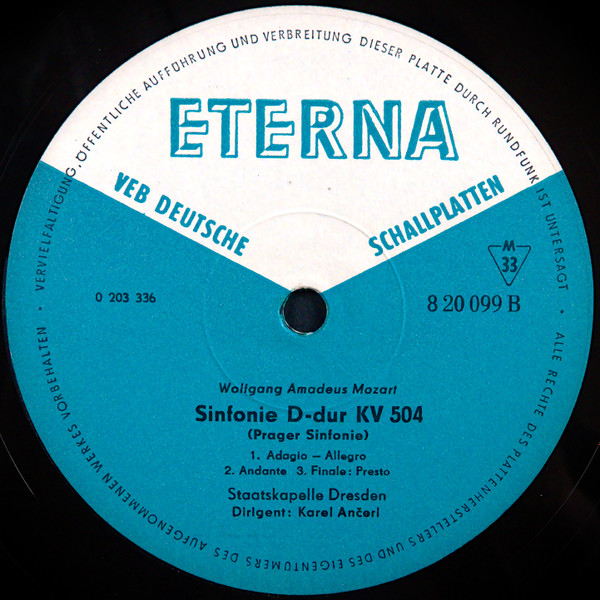 ALLE RECHTE DES PLATTENHERSTELLERS UND DES EIGENTÜMERS DES AUFGENOMMENEN WERKES VORBEHALTEN • VERVIELFÄLTIGUNG, ÖFFENTLICHE AUFFÜHRUNG UND VERBREITUNG DIESER PLATTE DURCH RUNDFUNK IST UNTERSAGT •
ETERNA
VEB DEUTSCHE SCHALLPLATTEN
M
33
0 203 336
8 20 099 B
Wolfgang Amadeus Mozart
Sinfonie D-dur KV 504
(Prager Sinfonie)
1. Adagio – Allegro
2. Andante 3. Finale: Presto
Staatskapelle Dresden
Dirigent: Karel Ančerl